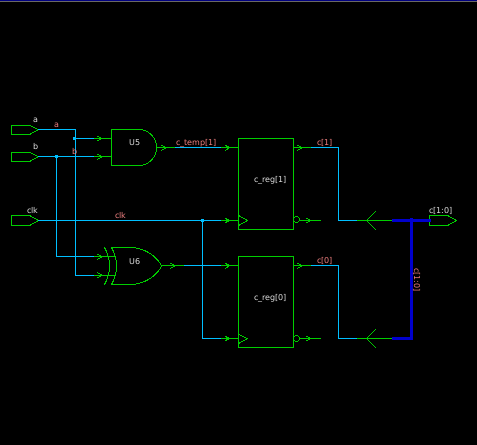 a
a
U5
c_temp[1]
c[1]
b
b
c_reg[1]
clk
clk
c[1:0]
U6
c[0]
c[1:0]
c_reg[0]